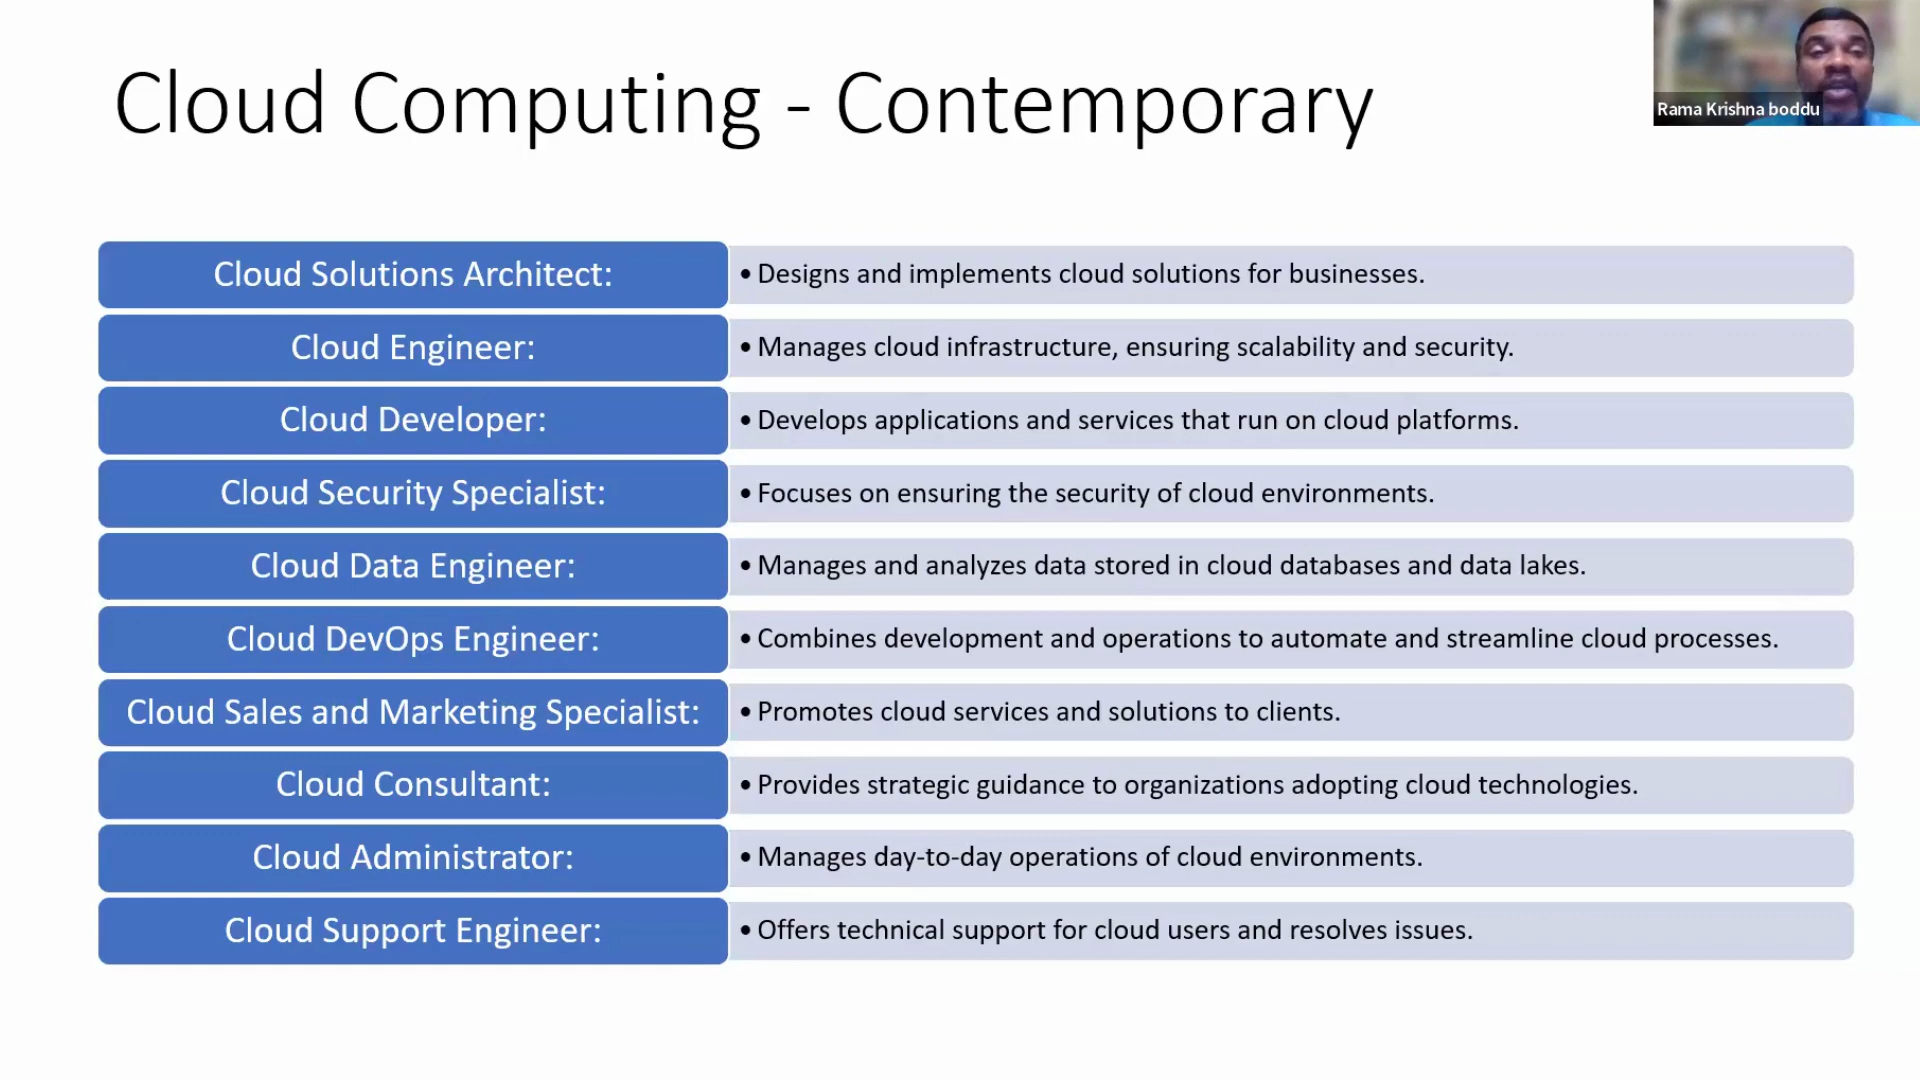 Cloud Computing - Contemporary
Rama Krishna boddu
Cloud Solutions Architect:
• Designs and implements cloud solutions for businesses.
Cloud Engineer:
• Manages cloud infrastructure, ensuring scalability and security.
Cloud Developer:
• Develops applications and services that run on cloud platforms.
Cloud Security Specialist:
• Focuses on ensuring the security of cloud environments.
Cloud Data Engineer:
• Manages and analyzes data stored in cloud databases and data lakes.
Cloud DevOps Engineer:
• Combines development and operations to automate and streamline cloud processes.
Cloud Sales and Marketing Specialist:
• Promotes cloud services and solutions to clients.
Cloud Consultant:
• Provides strategic guidance to organizations adopting cloud technologies.
Cloud Administrator:
• Manages day-to-day operations of cloud environments.
Cloud Support Engineer:
• Offers technical support for cloud users and resolves issues.